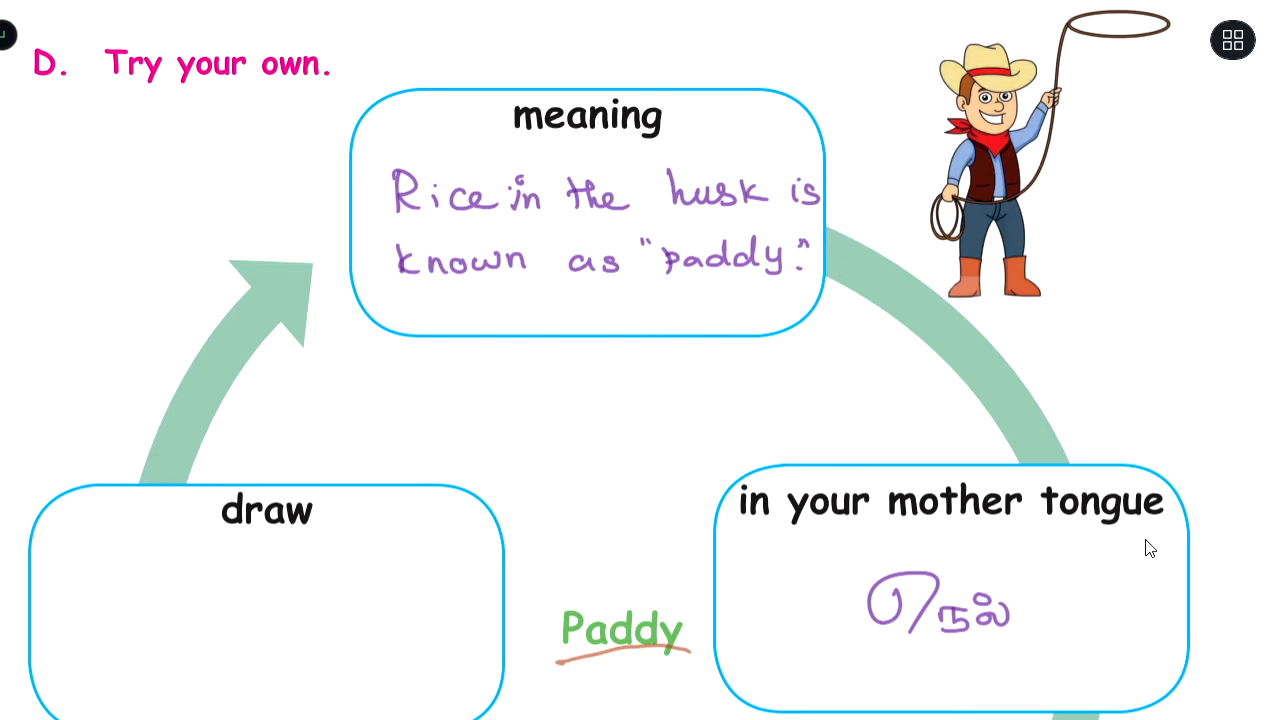 D. Try your own.
meaning
Rice in the husk is
known as "paddy".
draw
in your mother tongue
நெல்
Paddy